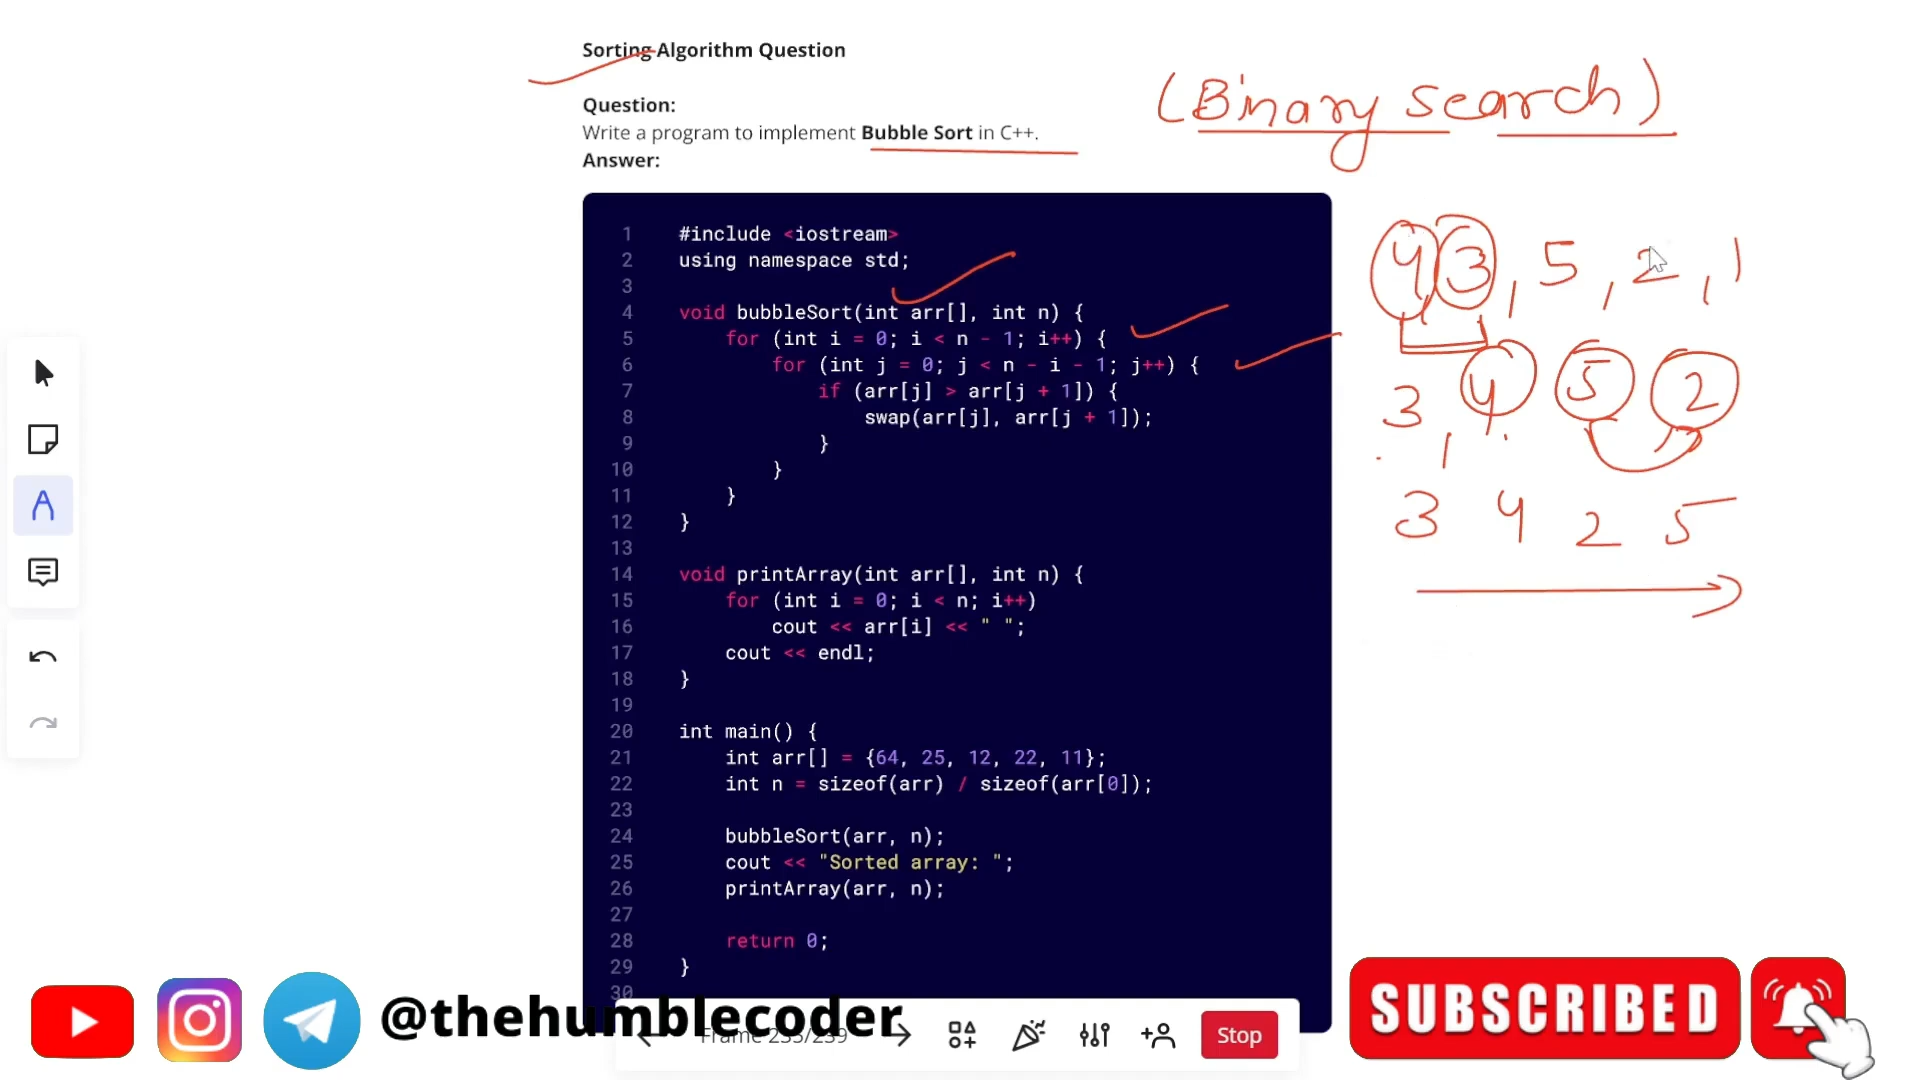 Sorting Algorithm Question
(Binary search)
Question:
Write a program to implement Bubble Sort in C++.
Answer:
1 #include <iostream>
2 using namespace std;
3
4 void bubbleSort(int arr[], int n) {
5 for (int i = 0; i < n - 1; i++) {
6 for (int j = 0; j < n - i - 1; j++) {
7 if (arr[j] > arr[j + 1]) {
8 swap(arr[j], arr[j + 1]);
9 }
10 }
11 }
12 }
13
14 void printArray(int arr[], int n) {
15 for (int i = 0; i < n; i++)
16 cout << arr[i] << " ";
17 cout << endl;
18 }
19
20 int main() {
21 int arr[] = {64, 25, 12, 22, 11};
22 int n = sizeof(arr) / sizeof(arr[0]);
23
24 bubbleSort(arr, n);
25 cout << "Sorted array: ";
26 printArray(arr, n);
27
28 return 0;
29 }
30
4, 3, 5, 2, 1
3, 4 5 2
3 4 2 5
@thehumblecoder
Stop
SUBSCRIBED